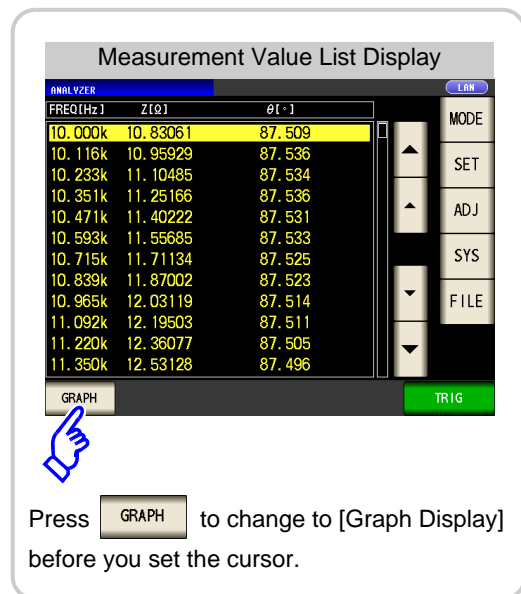 Measurement Value List Display
ANALYZER LAN
FREQ[Hz] Z[Ω] θ[°]
10.000k 10.83061 87.509
10.116k 10.95929 87.536
10.233k 11.10485 87.534
10.351k 11.25166 87.536
10.471k 11.40222 87.531
10.593k 11.55685 87.533
10.715k 11.71134 87.525
10.839k 11.87002 87.523
10.965k 12.03119 87.514
11.092k 12.19503 87.511
11.220k 12.36077 87.505
11.350k 12.53128 87.496
MODE
SET
ADJ
SYS
FILE
GRAPH TRIG
Press GRAPH to change to [Graph Display]
before you set the cursor.